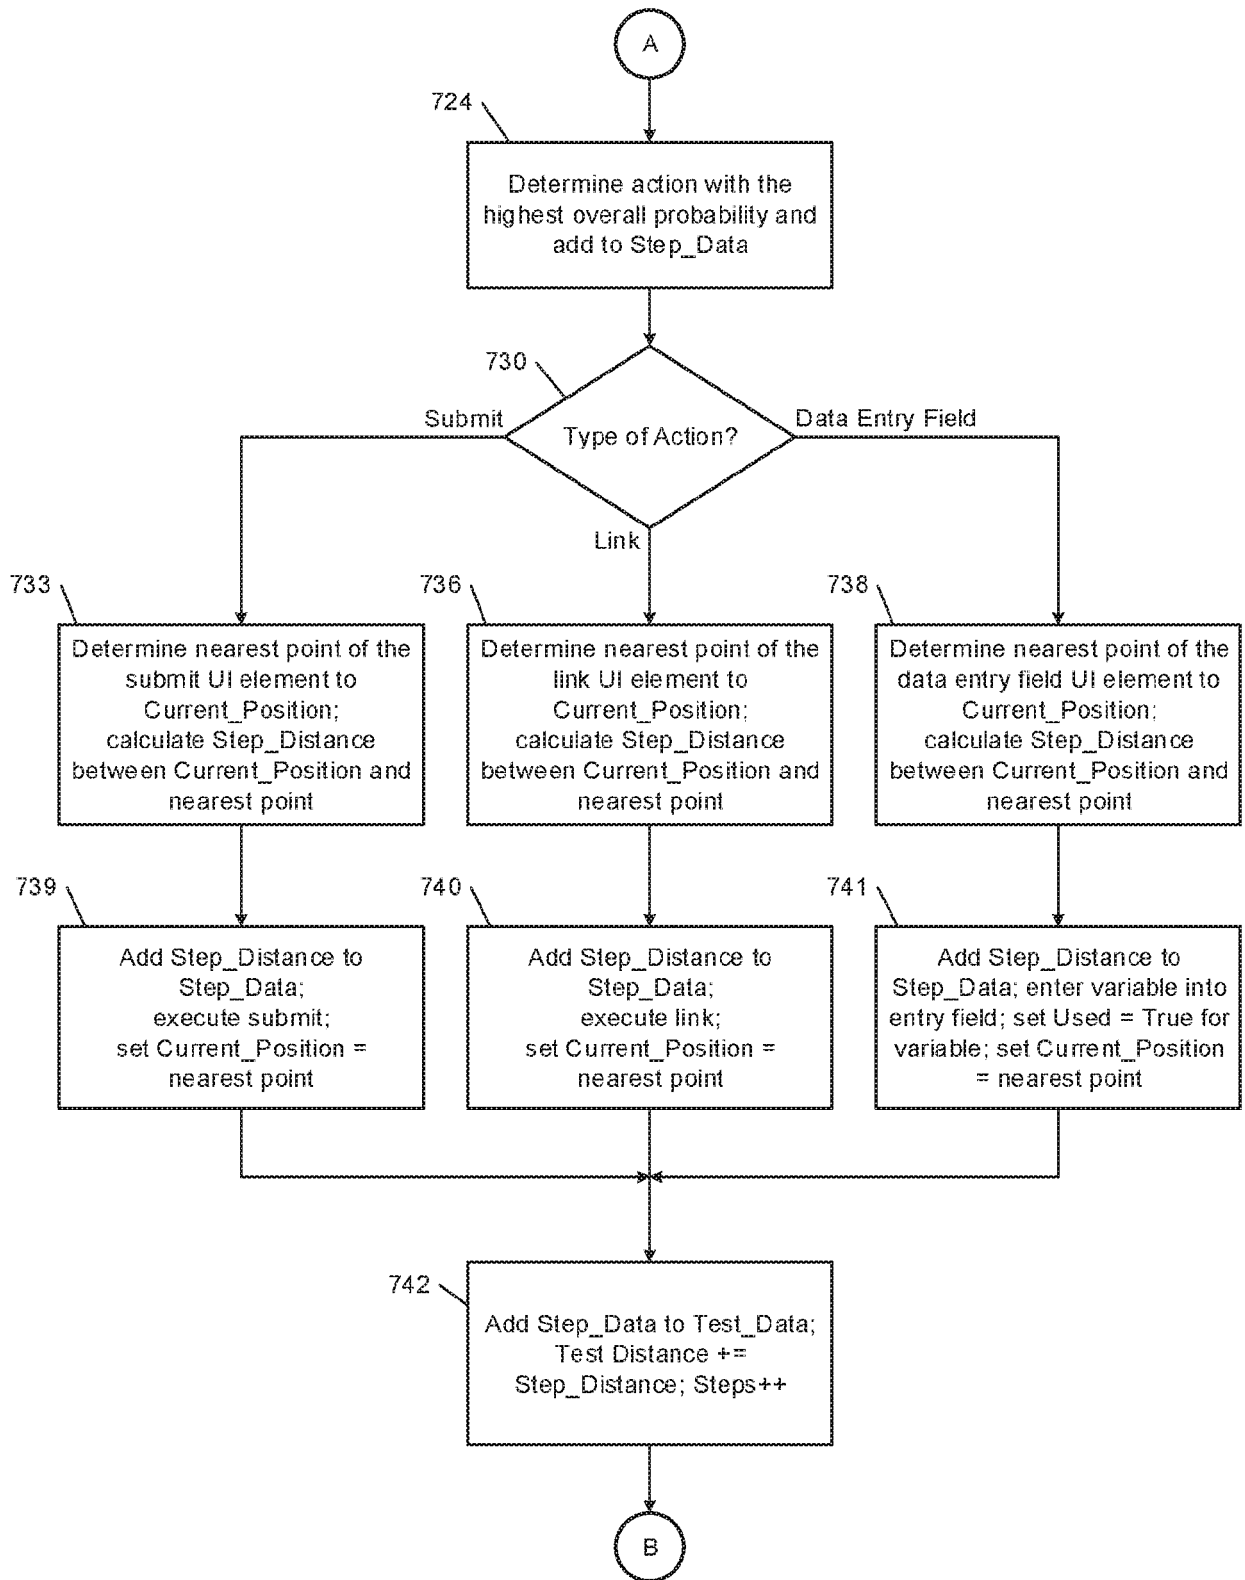 A
724
Determine action with the
highest overall probability and
add to Step_Data
730
Submit
Type of Action?
Data Entry Field
Link
733
Determine nearest point of the
submit UI element to
Current_Position;
calculate Step_Distance
between Current_Position and
nearest point
736
Determine nearest point of the
link UI element to
Current_Position;
calculate Step_Distance
between Current_Position and
nearest point
738
Determine nearest point of the
data entry field UI element to
Current_Position;
calculate Step_Distance
between Current_Position and
nearest point
739
Add Step_Distance to
Step_Data;
execute submit;
set Current_Position =
nearest point
740
Add Step_Distance to
Step_Data;
execute link;
set Current_Position =
nearest point
741
Add Step_Distance to
Step_Data; enter variable into
entry field; set Used = True for
variable; set Current_Position
= nearest point
742
Add Step_Data to Test_Data;
Test Distance +=
Step_Distance; Steps++
B